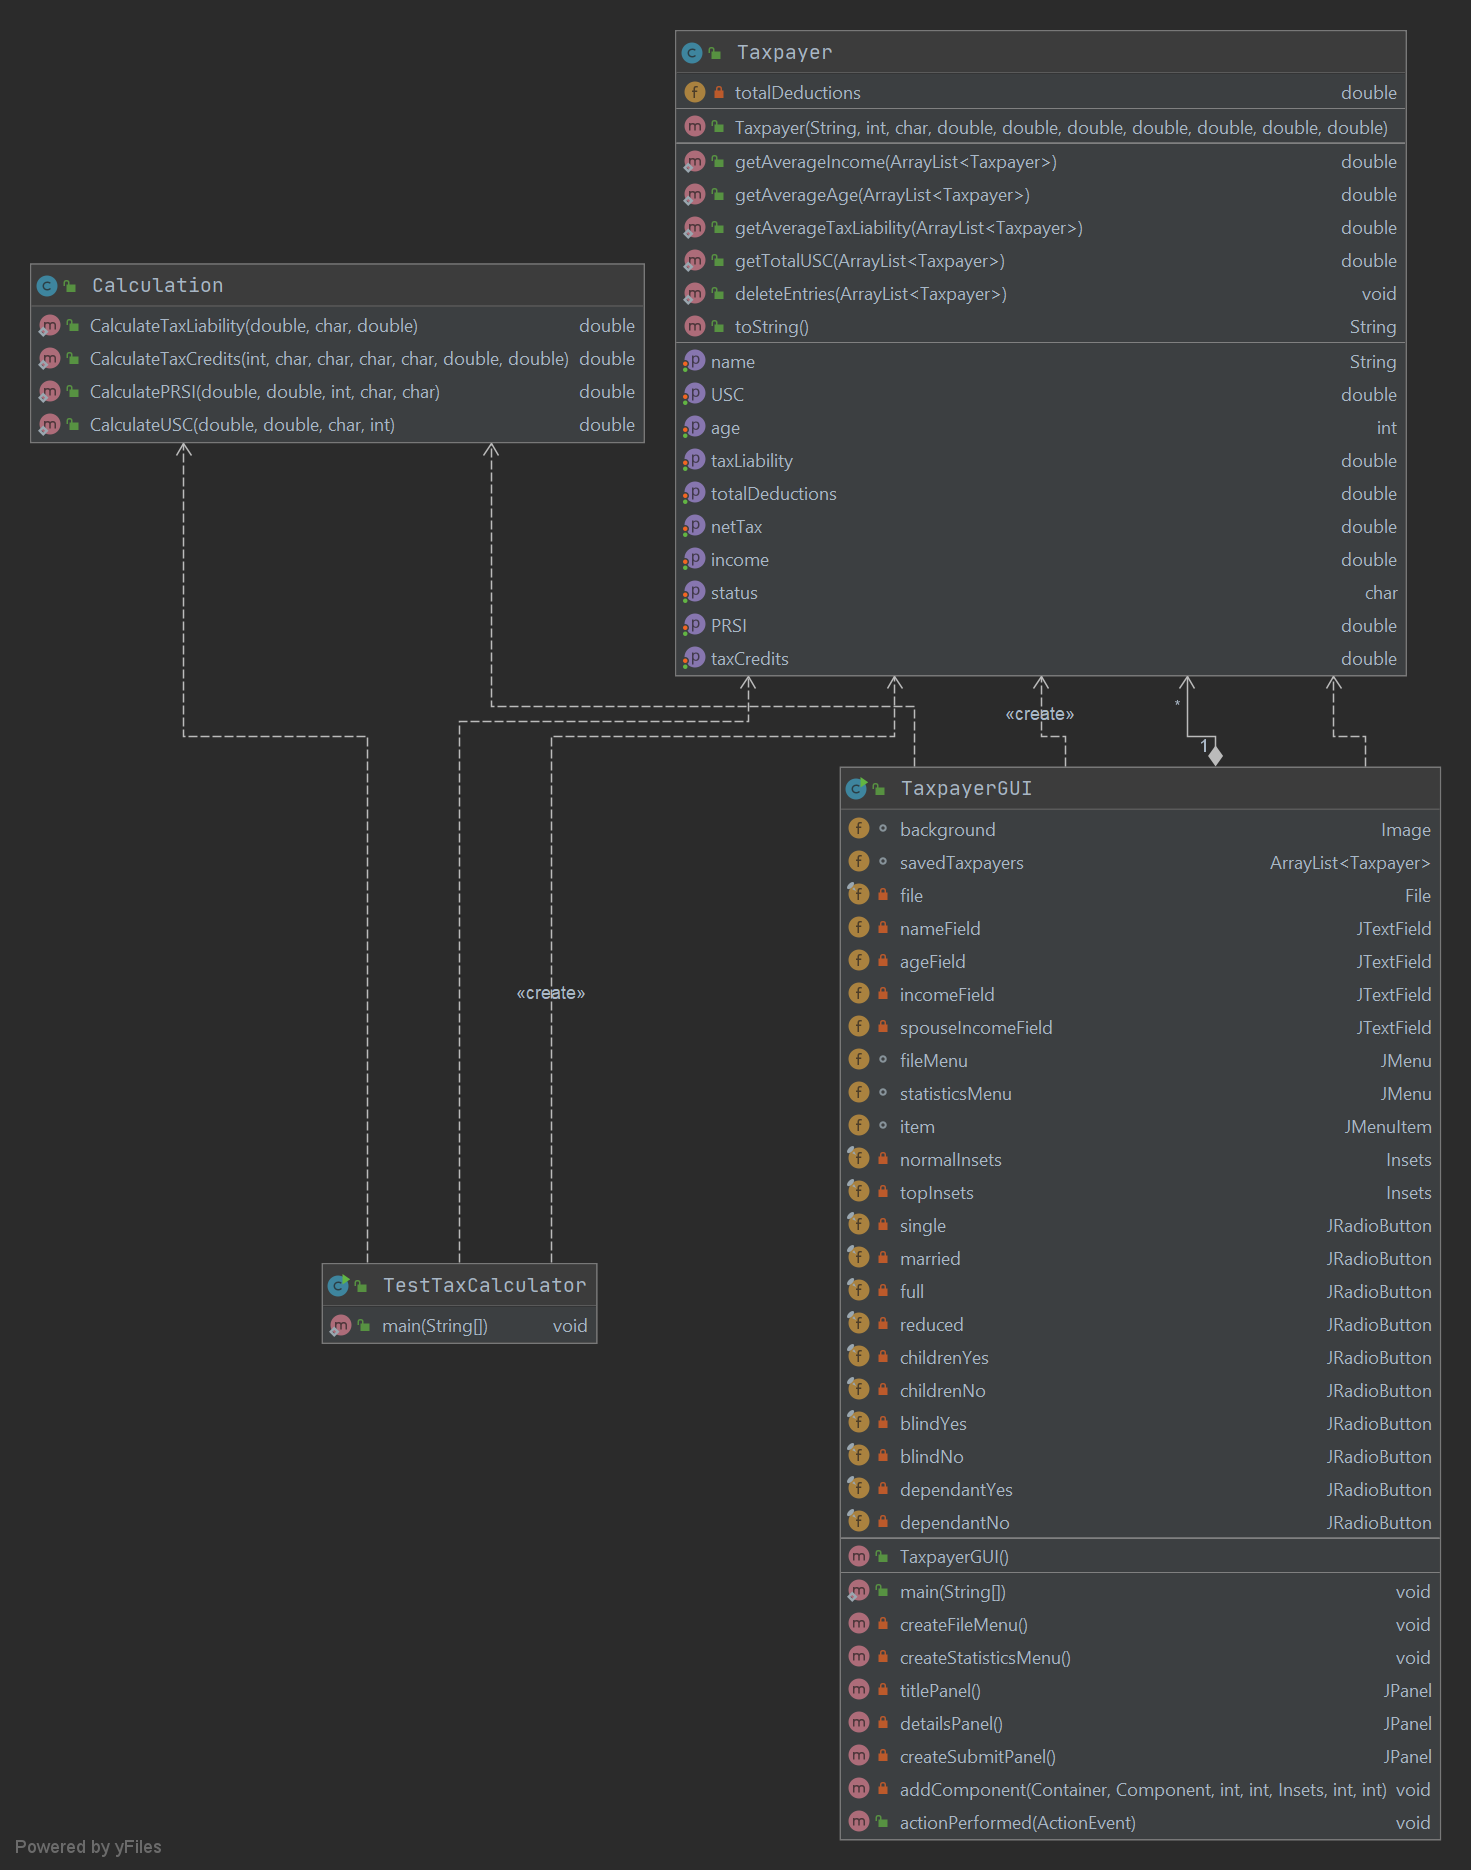 Taxpayer
totalDeductions double
Taxpayer(String, int, char, double, double, double, double, double, double, double)
getAverageIncome(ArrayList<Taxpayer>) double
getAverageAge(ArrayList<Taxpayer>) double
getAverageTaxLiability(ArrayList<Taxpayer>) double
getTotalUSC(ArrayList<Taxpayer>) double
deleteEntries(ArrayList<Taxpayer>) void
toString() String
name String
USC double
age int
taxLiability double
totalDeductions double
netTax double
income double
status char
PRSI double
taxCredits double
Calculation
CalculateTaxLiability(double, char, double) double
CalculateTaxCredits(int, char, char, char, char, double, double) double
CalculatePRSI(double, double, int, char, char) double
CalculateUSC(double, double, char, int) double
«create»
*
1
«create»
TaxpayerGUI
background Image
savedTaxpayers ArrayList<Taxpayer>
file File
nameField JTextField
ageField JTextField
incomeField JTextField
spouseIncomeField JTextField
fileMenu JMenu
statisticsMenu JMenu
item JMenuItem
normalInsets Insets
topInsets Insets
single JRadioButton
married JRadioButton
full JRadioButton
reduced JRadioButton
childrenYes JRadioButton
childrenNo JRadioButton
blindYes JRadioButton
blindNo JRadioButton
dependantYes JRadioButton
dependantNo JRadioButton
TaxpayerGUI()
main(String[]) void
createFileMenu() void
createStatisticsMenu() void
titlePanel() JPanel
detailsPanel() JPanel
createSubmitPanel() JPanel
addComponent(Container, Component, int, int, Insets, int, int) void
actionPerformed(ActionEvent) void
TestTaxCalculator
main(String[]) void
Powered by yFiles